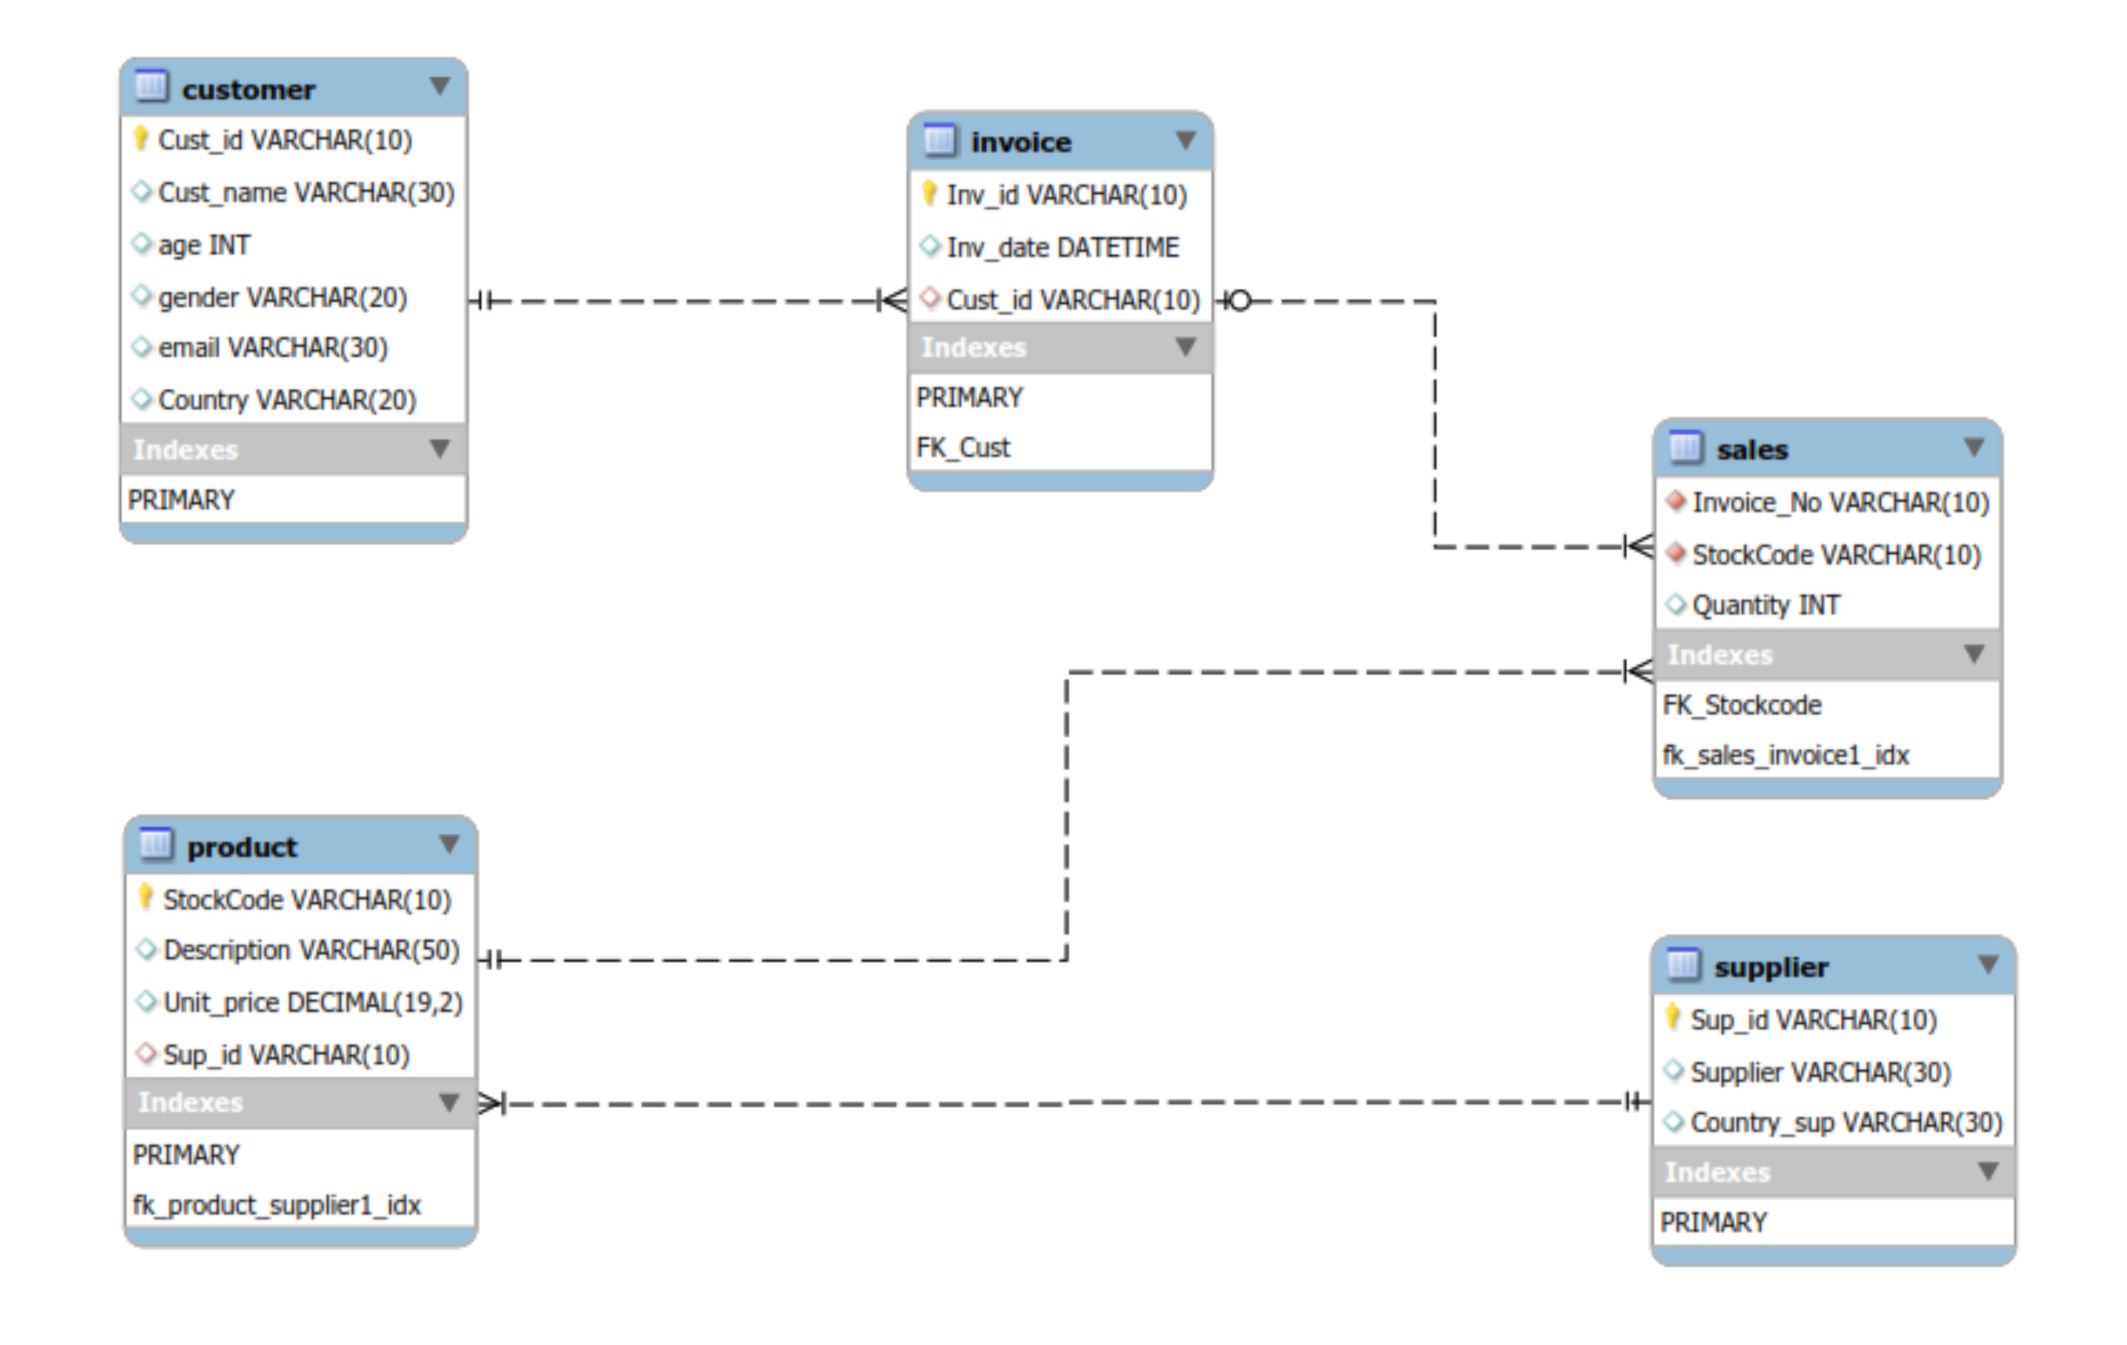 customer
Cust_id VARCHAR(10)
Cust_name VARCHAR(30)
age INT
gender VARCHAR(20)
email VARCHAR(30)
Country VARCHAR(20)
Indexes
PRIMARY
invoice
Inv_id VARCHAR(10)
Inv_date DATETIME
Cust_id VARCHAR(10)
Indexes
PRIMARY
FK_Cust
sales
Invoice_No VARCHAR(10)
StockCode VARCHAR(10)
Quantity INT
Indexes
FK_Stockcode
fk_sales_invoice1_idx
product
StockCode VARCHAR(10)
Description VARCHAR(50)
Unit_price DECIMAL(19,2)
Sup_id VARCHAR(10)
Indexes
PRIMARY
fk_product_supplier1_idx
supplier
Sup_id VARCHAR(10)
Supplier VARCHAR(30)
Country_sup VARCHAR(30)
Indexes
PRIMARY